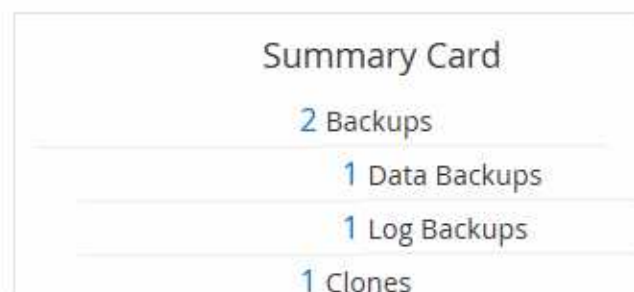 Summary Card
2 Backups
1 Data Backups
1 Log Backups
1 Clones